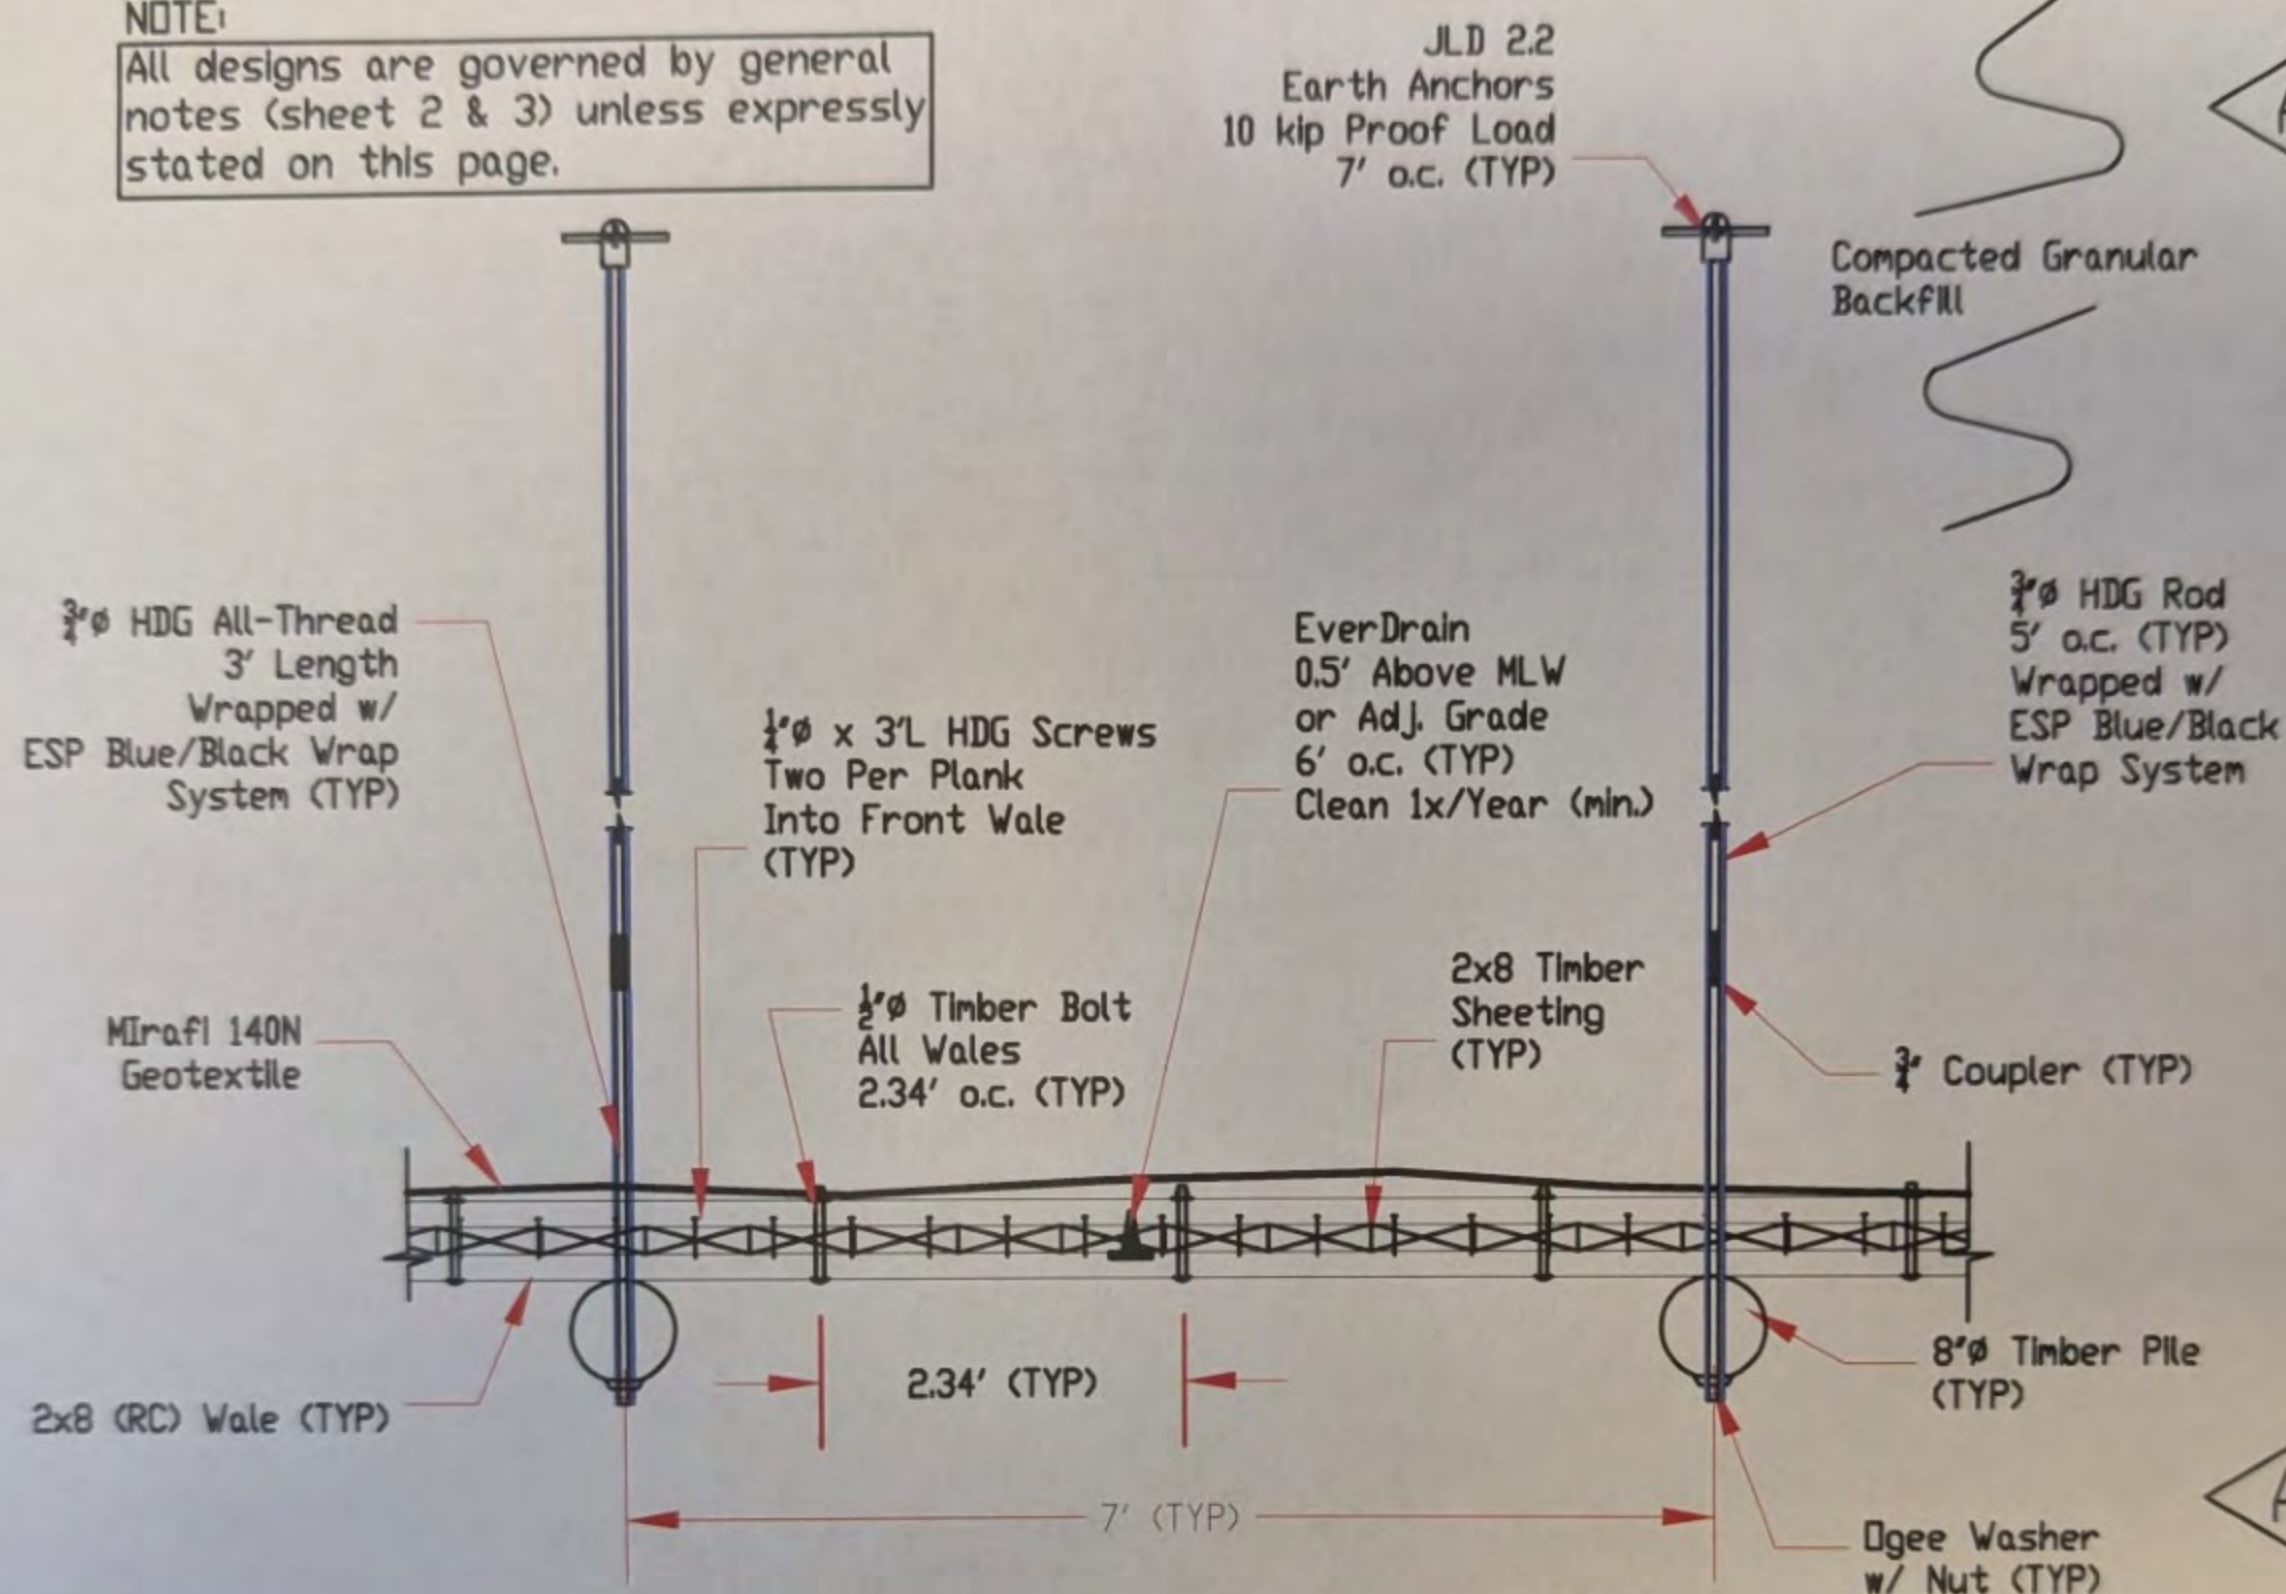 NOTE:
All designs are governed by general
notes (sheet 2 & 3) unless expressly
stated on this page.
JLD 2.2
Earth Anchors
10 kip Proof Load
7' o.c. (TYP)
Compacted Granular
Backfill
¾"Ø HDG All-Thread
3' Length
Wrapped w/
ESP Blue/Black Wrap
System (TYP)
¼"Ø x 3"L HDG Screws
Two Per Plank
Into Front Wale
(TYP)
EverDrain
0.5' Above MLW
or Adj. Grade
6' o.c. (TYP)
Clean 1x/Year (min.)
¾"Ø HDG Rod
5' o.c. (TYP)
Wrapped w/
ESP Blue/Black
Wrap System
Mirafi 140N
Geotextile
½"Ø Timber Bolt
All Wales
2.34' o.c. (TYP)
2x8 Timber
Sheeting
(TYP)
¾" Coupler (TYP)
2x8 (RC) Wale (TYP)
2.34' (TYP)
8"Ø Timber Pile
(TYP)
7' (TYP)
Ogee Washer
w/ Nut (TYP)